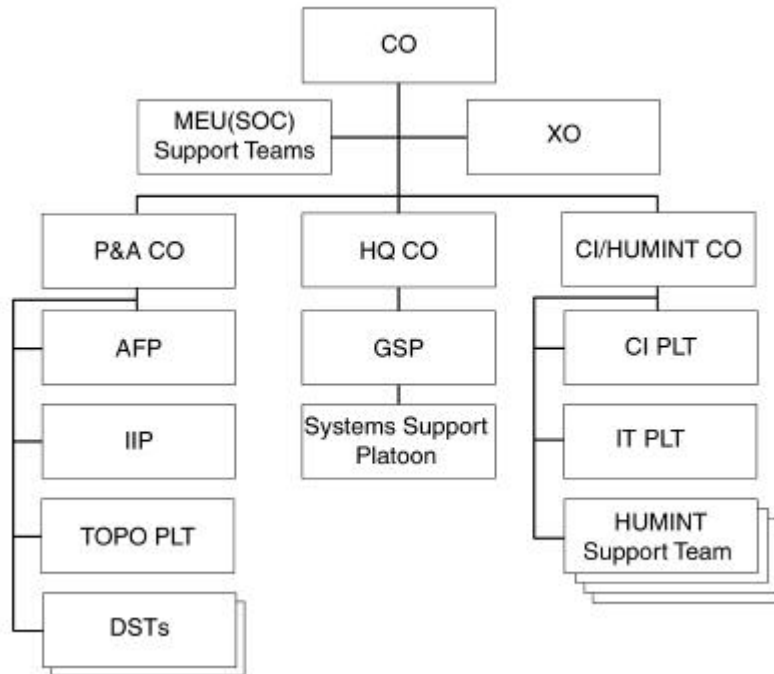 CO
MEU(SOC)
Support Teams
XO
P&A CO
HQ CO
CI/HUMINT CO
AFP
GSP
CI PLT
IIP
Systems Support
Platoon
IT PLT
TOPO PLT
HUMINT
Support Team
DSTs